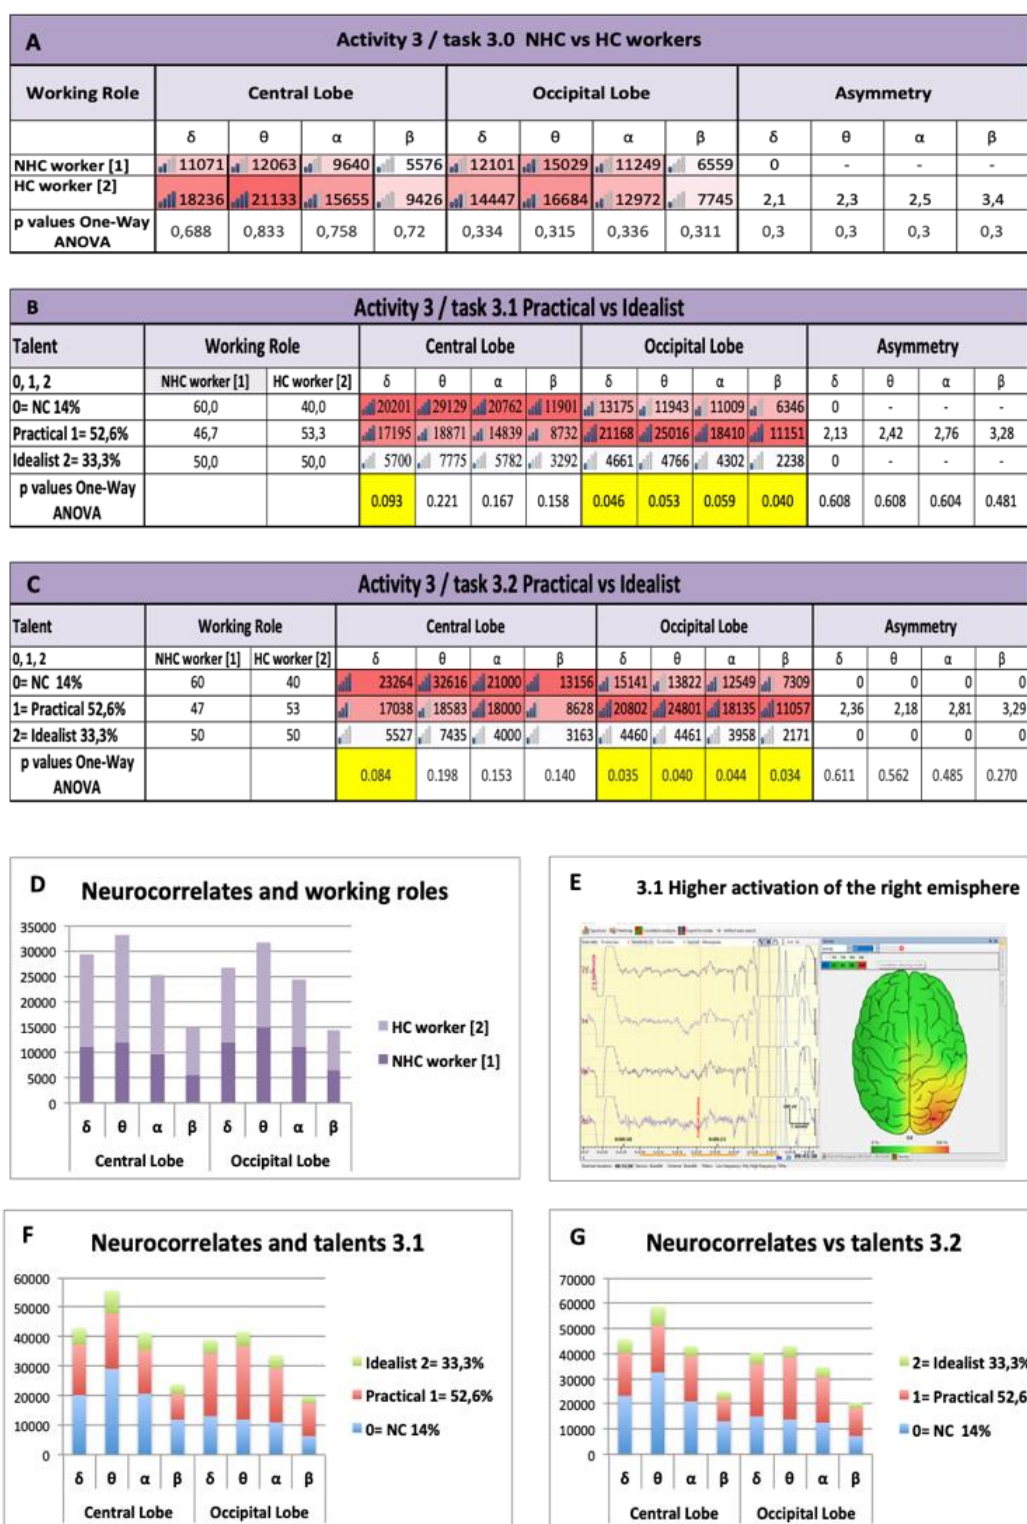 A Activity 3 / task 3.0 NHC vs HC workers
Working Role Central Lobe Occipital Lobe Asymmetry
δ θ α β δ θ α β δ θ α β
NHC worker [1] 11071 12063 9640 5576 12101 15029 11249 6559 0 - - -
HC worker [2] 18236 21133 15655 9426 14447 16684 12972 7745 2,1 2,3 2,5 3,4
p values One-Way ANOVA 0,688 0,833 0,758 0,72 0,334 0,315 0,336 0,311 0,3 0,3 0,3 0,3
B Activity 3 / task 3.1 Practical vs Idealist
Talent Working Role Central Lobe Occipital Lobe Asymmetry
0, 1, 2 NHC worker [1] HC worker [2] δ θ α β δ θ α β δ θ α β
0= NC 14% 60,0 40,0 20201 29129 20762 11901 13175 11943 11009 6346 0 - - -
Practical 1= 52,6% 46,7 53,3 17195 18871 14839 8732 21168 25016 18410 11151 2,13 2,42 2,76 3,28
Idealist 2= 33,3% 50,0 50,0 5700 7775 5782 3292 4661 4766 4302 2238 0 - - -
p values One-Way ANOVA 0.093 0.221 0.167 0.158 0.046 0.053 0.059 0.040 0.608 0.608 0.604 0.481
C Activity 3 / task 3.2 Practical vs Idealist
Talent Working Role Central Lobe Occipital Lobe Asymmetry
0, 1, 2 NHC worker [1] HC worker [2] δ θ α β δ θ α β δ θ α β
0= NC 14% 60 40 23264 32616 21000 13156 15141 13822 12549 7309 0 0 0 0
1= Practical 52,6% 47 53 17038 18583 18000 8628 20802 24801 18135 11057 2,36 2,18 2,81 3,29
2= Idealist 33,3% 50 50 5527 7435 4000 3163 4460 4461 3958 2171 0 0 0 0
p values One-Way ANOVA 0.084 0.198 0.153 0.140 0.035 0.040 0.044 0.034 0.611 0.562 0.485 0.270
D Neurocorrelates and working roles
35000
30000
25000
20000
15000
10000
5000
0
HC worker [2]
NHC worker [1]
δ θ α β δ θ α β
Central Lobe Occipital Lobe
E 3.1 Higher activation of the right emisphere
F Neurocorrelates and talents 3.1
60000
50000
40000
30000
20000
10000
0
Idealist 2= 33,3%
Practical 1= 52,6%
0= NC 14%
δ θ α β δ θ α β
Central Lobe Occipital Lobe
G Neurocorrelates vs talents 3.2
70000
60000
50000
40000
30000
20000
10000
0
2= Idealist 33,3%
1= Practical 52,6
0= NC 14%
δ θ α β δ θ α β
Central Lobe Occipital Lobe